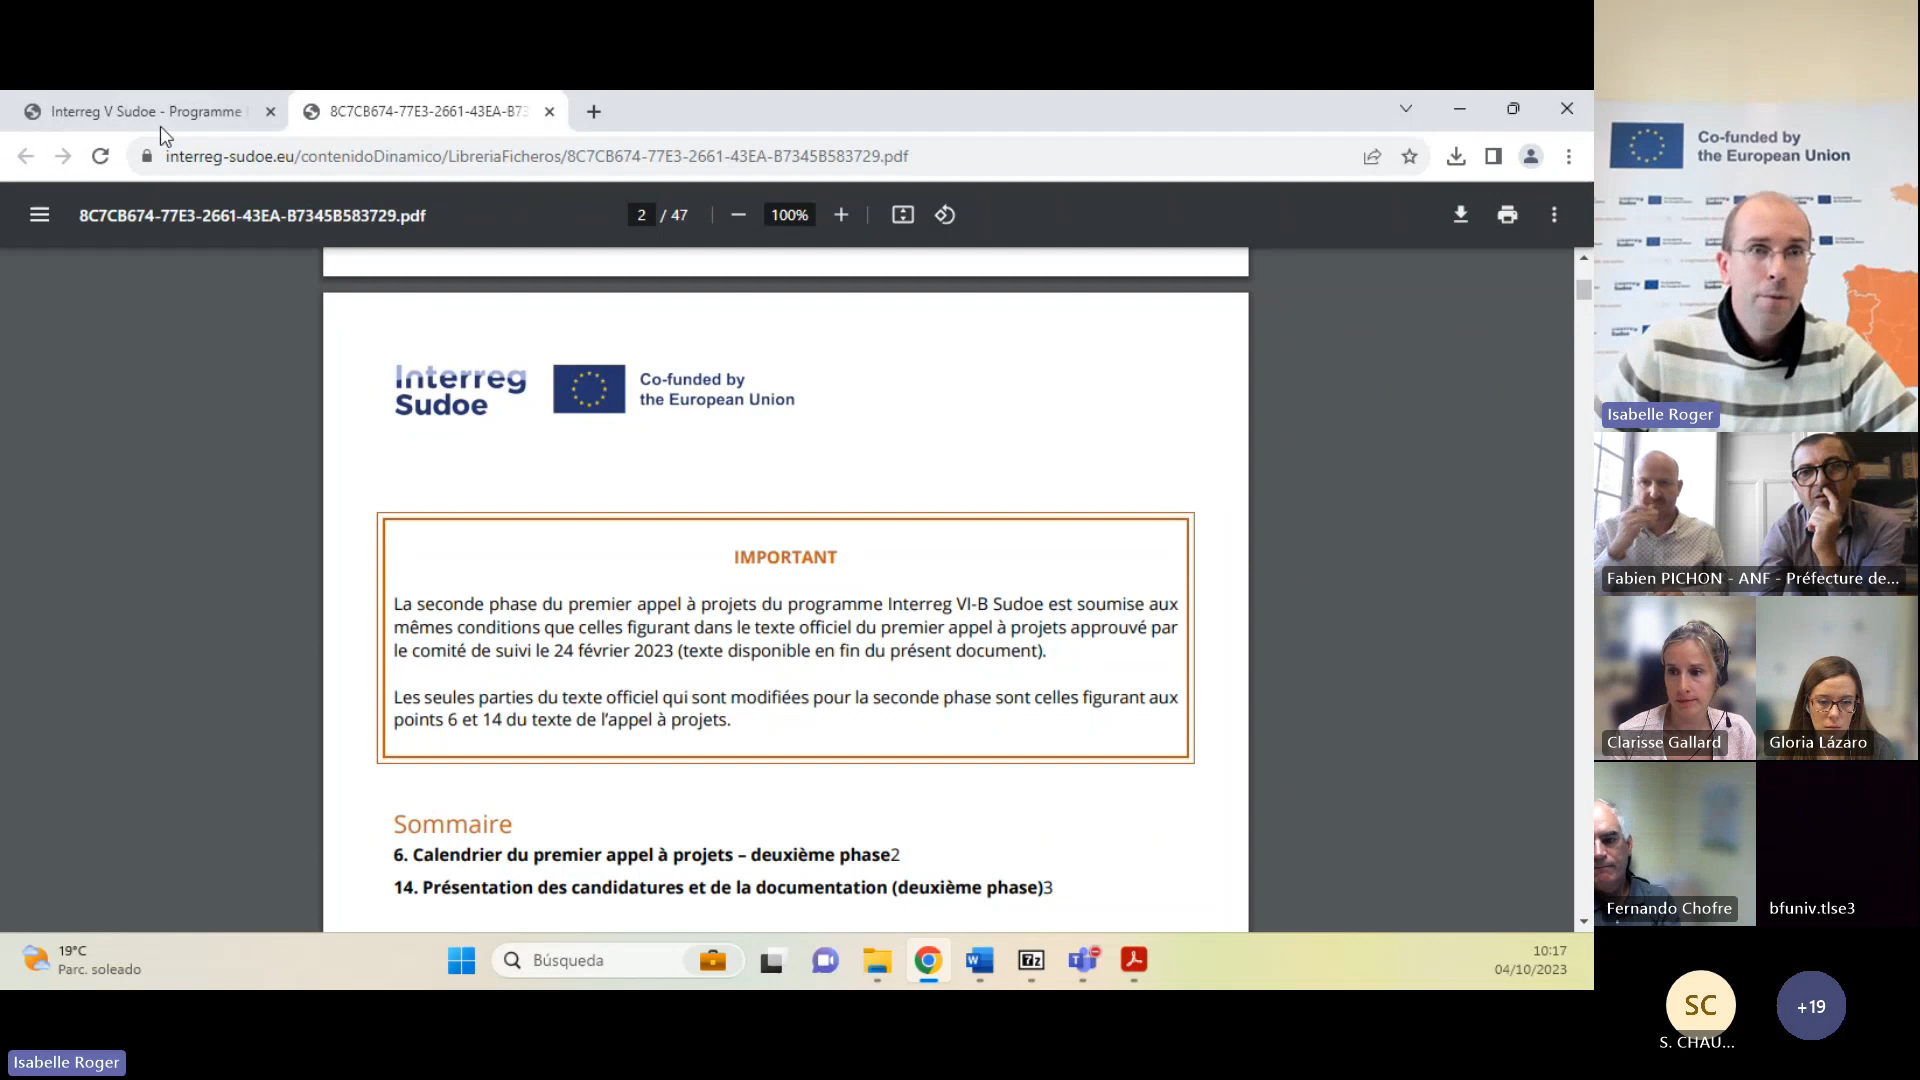 Interreg V Sudoe - Programme
8C7CB674-77E3-2661-43EA-B73
interreg-sudoe.eu/contenidoDinamico/LibreriaFicheros/8C7CB674-77E3-2661-43EA-B7345B583729.pdf
8C7CB674-77E3-2661-43EA-B7345B583729.pdf
2 / 47
100%
Interreg
Sudoe
Co-funded by
the European Union
IMPORTANT
La seconde phase du premier appel à projets du programme Interreg VI-B Sudoe est soumise aux
mêmes conditions que celles figurant dans le texte officiel du premier appel à projets approuvé par
le comité de suivi le 24 février 2023 (texte disponible en fin du présent document).
Les seules parties du texte officiel qui sont modifiées pour la seconde phase sont celles figurant aux
points 6 et 14 du texte de l'appel à projets.
Sommaire
6. Calendrier du premier appel à projets – deuxième phase2
14. Présentation des candidatures et de la documentation (deuxième phase)3
19°C
Parc. soleado
Búsqueda
10:17
04/10/2023
Isabelle Roger
Co-funded by
the European Union
Isabelle Roger
Fabien PICHON - ANF - Préfecture de...
Clarisse Gallard
Gloria Lázaro
Fernando Chofre
bfuniv.tlse3
SC
S. CHAU...
+19